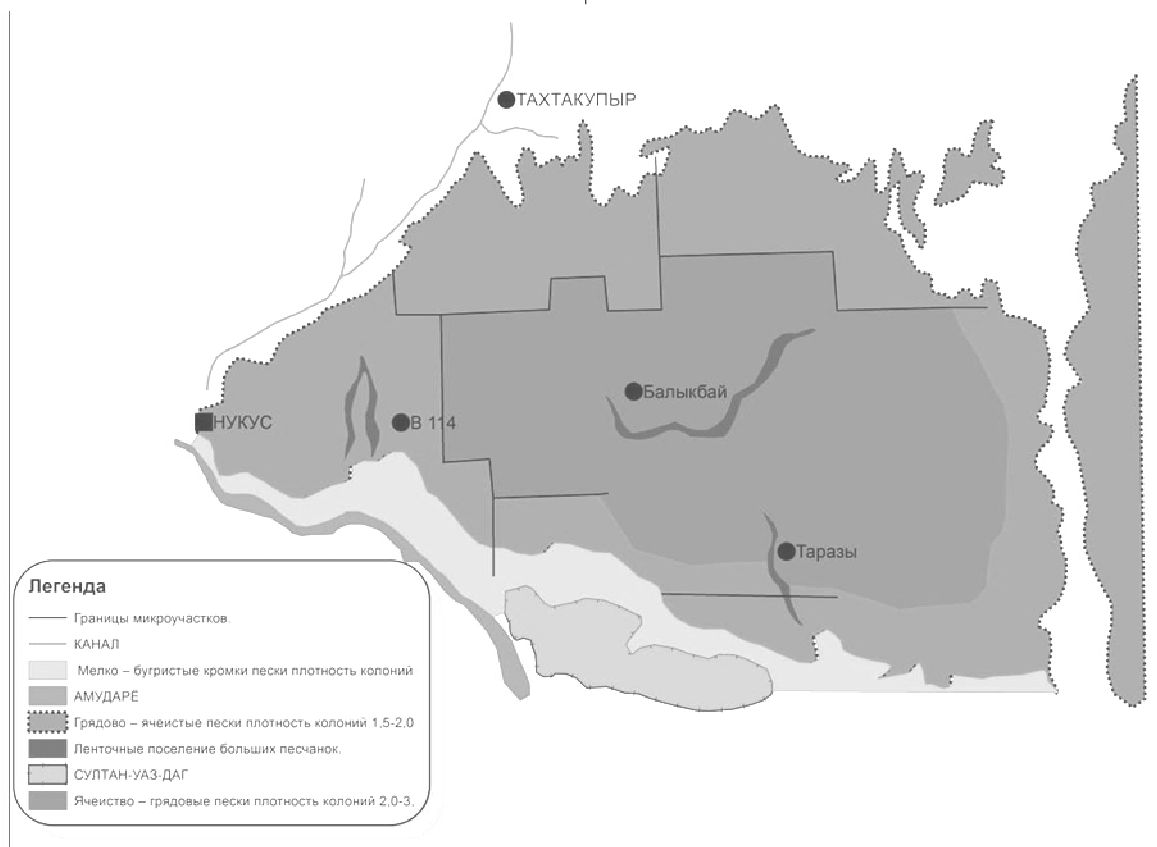 ТАХТАКУПЫР
Балыкбай
НУКУС
В 114
Таразы
Легенда
Границы микроучастков.
КАНАЛ
Мелко – бугристые кромки пески плотность колоний
АМУДАРЕ
Грядово – ячеистые пески плотность колоний 1,5-2,0
Ленточные поселение больших песчанок.
СУЛТАН-УАЗ-ДАГ
Ячеиство – грядовые пески плотность колоний 2,0-3,